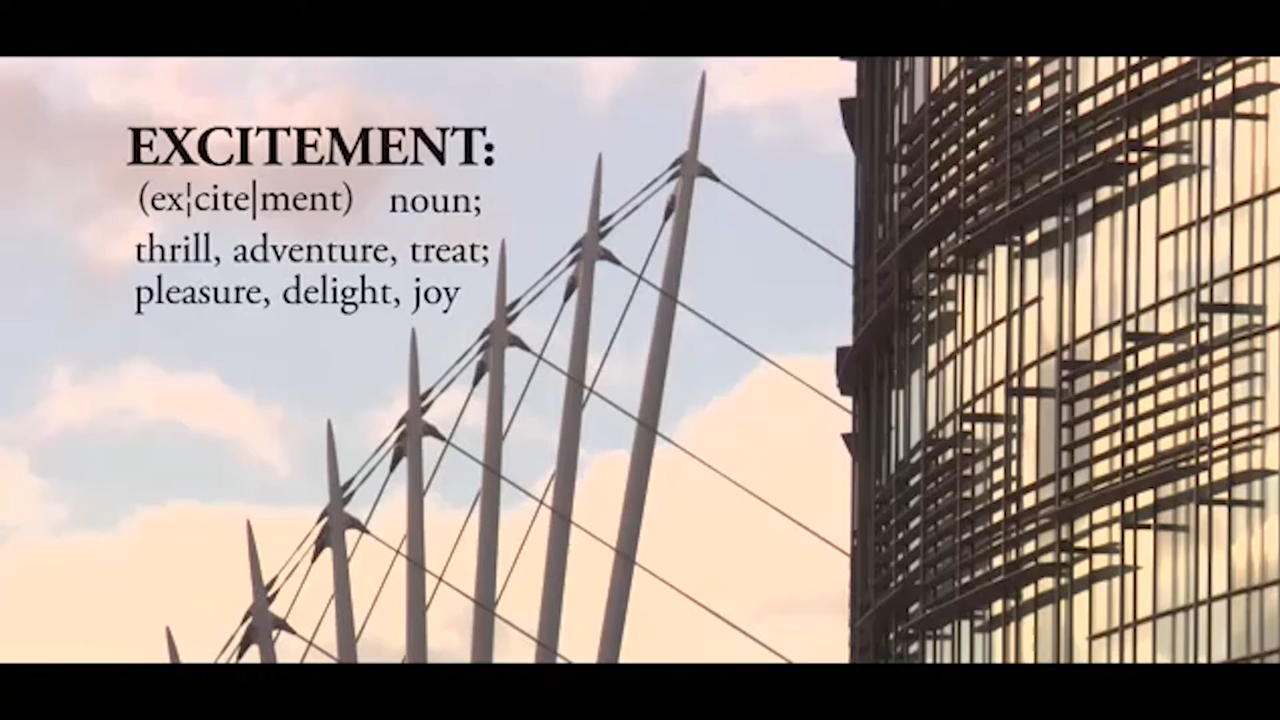 EXCITEMENT:
(ex¦cite|ment) noun;
thrill, adventure, treat;
pleasure, delight, joy